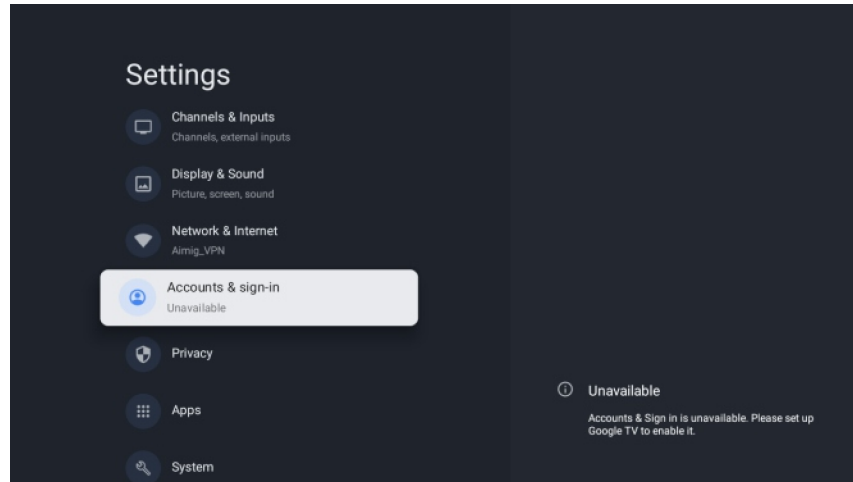 Settings
Channels & Inputs
Channels, external inputs
Display & Sound
Picture, screen, sound
Network & Internet
Aimig_VPN
Accounts & sign-in
Unavailable
Privacy
Apps
System
Unavailable
Accounts & Sign in is unavailable. Please set up
Google TV to enable it.